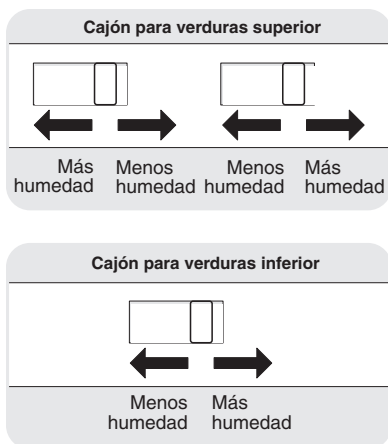 Cajón para verduras superior
Más Menos Menos Más
humedad humedad humedad humedad
Cajón para verduras inferior
Menos Más
humedad humedad